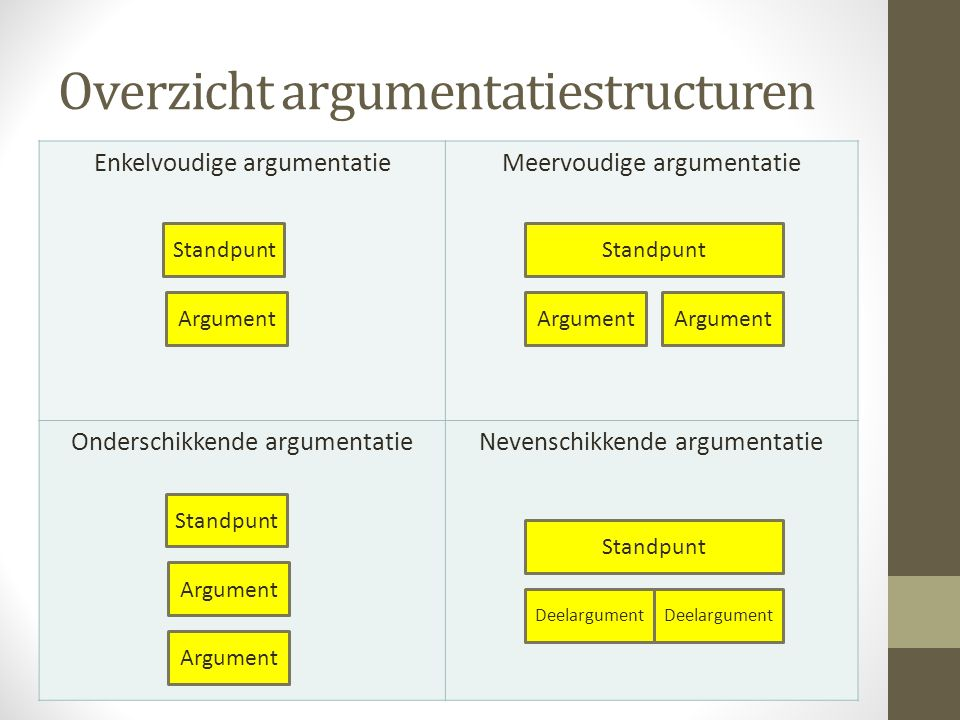 Overzicht argumentatiestructuren
Enkelvoudige argumentatie
Standpunt
Argument
Meervoudige argumentatie
Standpunt
Argument Argument
Onderschikkende argumentatie
Standpunt
Argument
Argument
Nevenschikkende argumentatie
Standpunt
Deelargument Deelargument